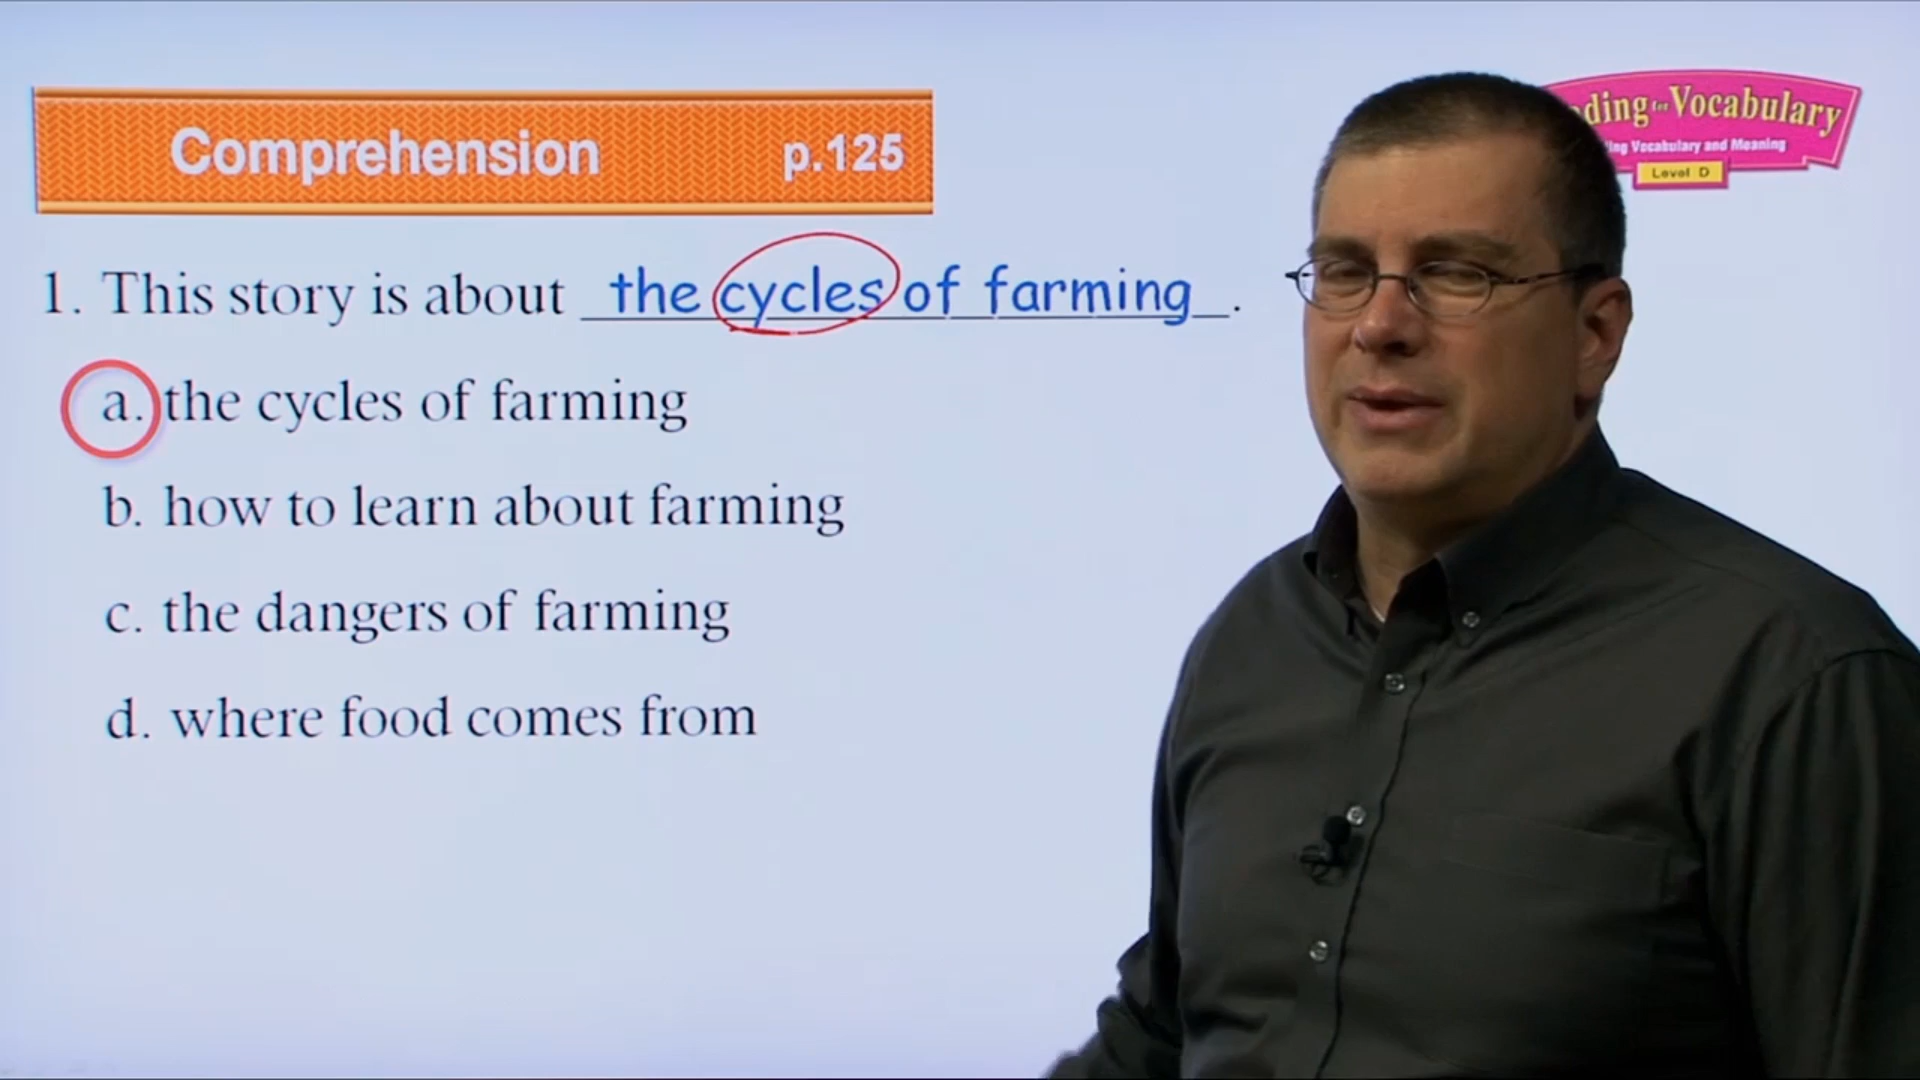 Comprehension p.125
Vocabulary
Vocabulary and Meaning
Level D
1. This story is about the cycles of farming.
a. the cycles of farming
b. how to learn about farming
c. the dangers of farming
d. where food comes from